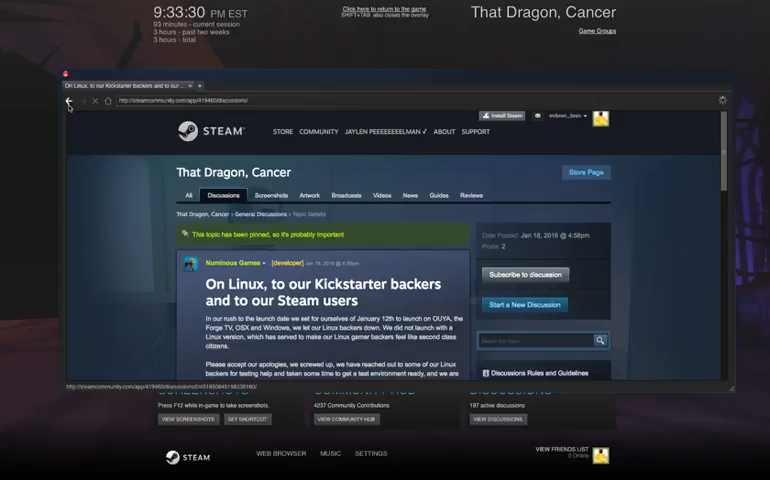 9:33:30 PM EST
93 minutes - current session
3 hours - past two weeks
3 hours - total
Click here to return to the game
SHIFT+TAB also closes the overlay
That Dragon, Cancer
Game Groups
On Linux, to our Kickstarter backers and to our ...
http://steamcommunity.com/app/419460/discussions/
STEAM
STORE COMMUNITY JAYLEN PEEEEEEEELMAN ✓ ABOUT SUPPORT
Install Steam
That Dragon, Cancer
Store Page
All Discussions Screenshots Artwork Broadcasts Videos News Guides Reviews
That Dragon, Cancer > General Discussions > Topic Details
This topic has been pinned, so it's probably important
Date Posted: Jan 18, 2016 @ 4:58pm
Posts: 2
Numinous Games [developer] Jan 18, 2016 @ 4:58pm
On Linux, to our Kickstarter backers
and to our Steam users
In our rush to the launch date we set for ourselves of January 12th to launch on OUYA, the
Forge TV, OSX and Windows, we let our Linux backers down. We did not launch with a
Linux version, which has served to make our Linux gamer backers feel like second class
citizens.
Please accept our apologies, we screwed up, we have reached out to some of our Linux
backers for testing help and taken some time to get a test environment ready, and we are
Subscribe to discussion
Start a New Discussion
Discussions Rules and Guidelines
Press F12 while in-game to take screenshots.
VIEW SCREENSHOTS SET SHORTCUT
4237 Community Contributions
VIEW COMMUNITY HUB
197 active discussions
VIEW DISCUSSIONS
STEAM
WEB BROWSER MUSIC SETTINGS
VIEW FRIENDS LIST
0 Online